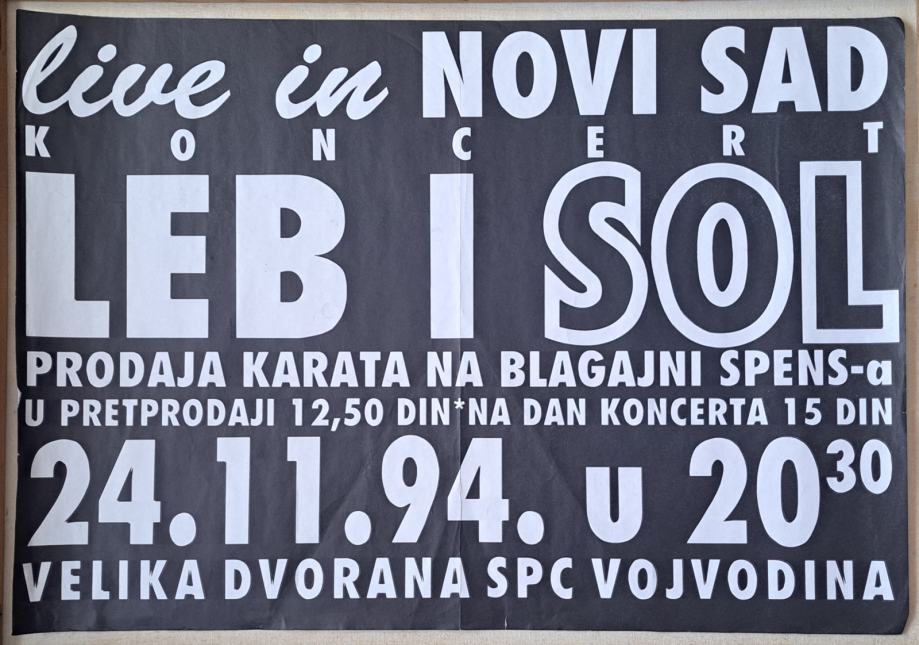 live in NOVI SAD
KONCERT
LEB I SOL
PRODAJA KARATA NA BLAGAJNI SPENS-a
U PRETPRODAJI 12,50 DIN*NA DAN KONCERTA 15 DIN
24.11.94. u 20³⁰
VELIKA DVORANA SPC VOJVODINA